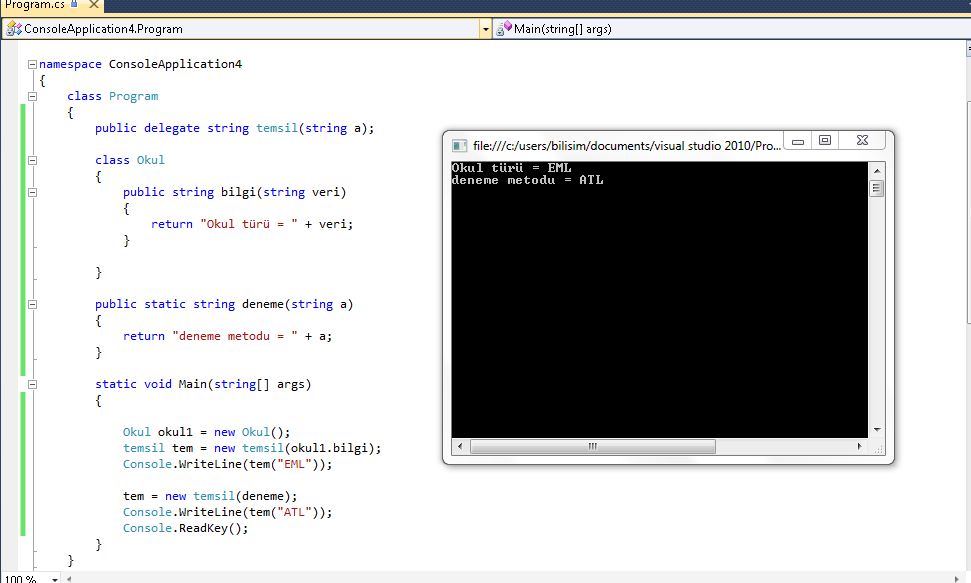 Program.cs
ConsoleApplication4.Program
Main(string[] args)
namespace ConsoleApplication4
{
class Program
{
public delegate string temsil(string a);
class Okul
{
public string bilgi(string veri)
{
return "Okul türü = " + veri;
}
}
public static string deneme(string a)
{
return "deneme metodu = " + a;
}
static void Main(string[] args)
{
Okul okul1 = new Okul();
temsil tem = new temsil(okul1.bilgi);
Console.WriteLine(tem("EML"));
tem = new temsil(deneme);
Console.WriteLine(tem("ATL"));
Console.ReadKey();
}
}
file:///c:/users/bilisim/documents/visual studio 2010/Pro...
Okul türü = EML
deneme metodu = ATL
100 %